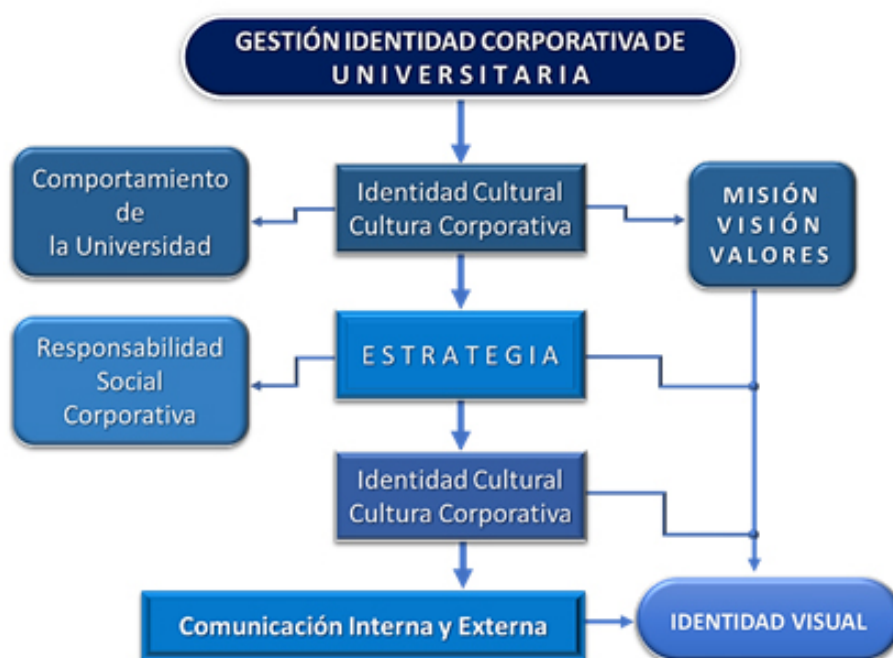 GESTIÓN IDENTIDAD CORPORATIVA DE
UNIVERSITARIA
Comportamiento
de
la Universidad
Identidad Cultural
Cultura Corporativa
MISIÓN
VISIÓN
VALORES
Responsabilidad
Social
Corporativa
ESTRATEGIA
Identidad Cultural
Cultura Corporativa
Comunicación Interna y Externa
IDENTIDAD VISUAL